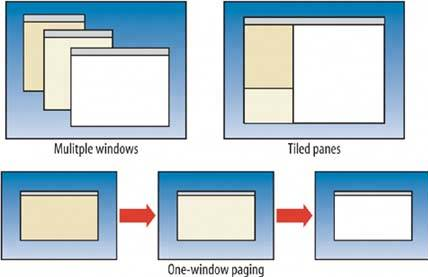 Mulitple windows
Tiled panes
One-window paging